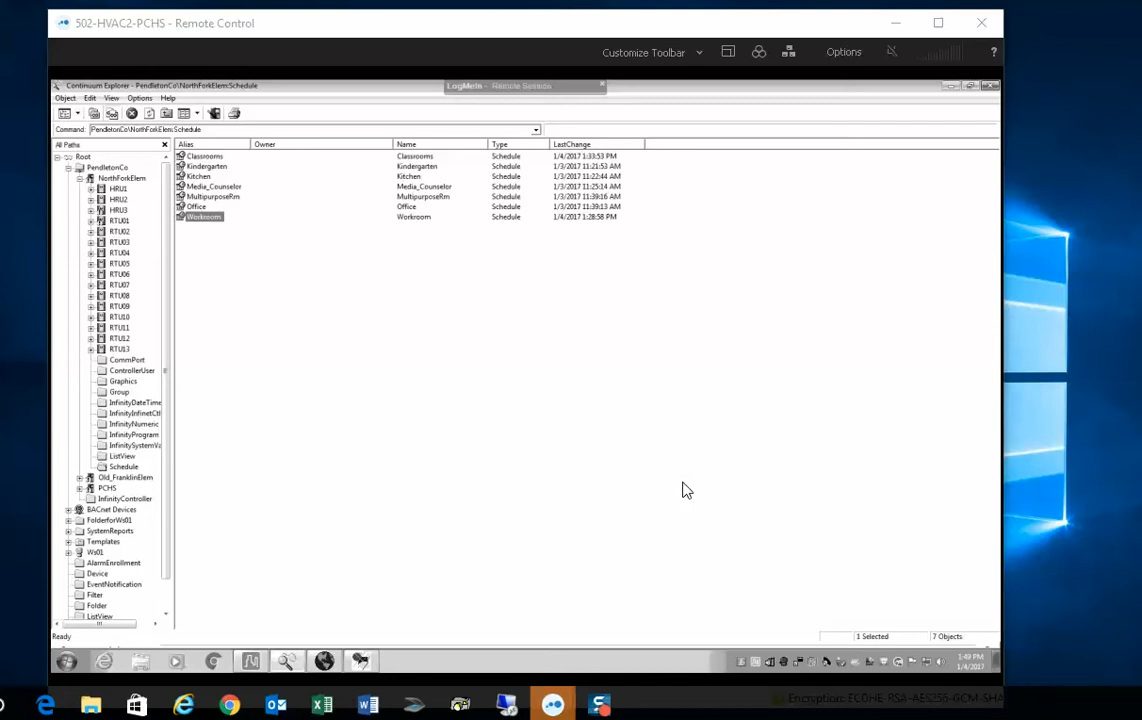 502-HVAC2-PCHS - Remote Control
Customize Toolbar
Options
?
Continuum Explorer - PendletonCo\NorthForkElem:Schedule
LogMeIn - Remote Session
Object Edit View Options Help
Command: PendletonCo\NorthForkElem:Schedule
All Paths
Alias Owner Name Type LastChange
Classrooms Classrooms Schedule 1/4/2017 1:33:53 PM
Kindergarten Kindergarten Schedule 1/3/2017 11:21:53 AM
Kitchen Kitchen Schedule 1/3/2017 11:22:44 AM
Media_Counselor Media_Counselor Schedule 1/3/2017 11:25:14 AM
MultipurposeRm MultipurposeRm Schedule 1/3/2017 11:39:16 AM
Office Office Schedule 1/3/2017 11:39:13 AM
Workroom Workroom Schedule 1/4/2017 1:28:58 PM
Root
PendletonCo
NorthForkElem
HRU1
HRU2
HRU3
RTU01
RTU02
RTU03
RTU04
RTU05
RTU06
RTU07
RTU08
RTU09
RTU10
RTU11
RTU12
RTU13
CommPort
ControllerUser
Graphics
Group
InfinityDateTime
InfinityInfinetCtl
InfinityNumeric
InfinityProgram
InfinitySystemVa
ListView
Schedule
Old_FranklinElem
PCHS
InfinityController
BACnet Devices
FolderforWs01
SystemReports
Templates
Ws01
AlarmEnrollment
Device
EventNotification
Filter
Folder
ListView
Ready
1 Selected
7 Objects
1:49 PM
1/4/2017
Encryption: ECDHE-RSA-AES256-GCM-SHA